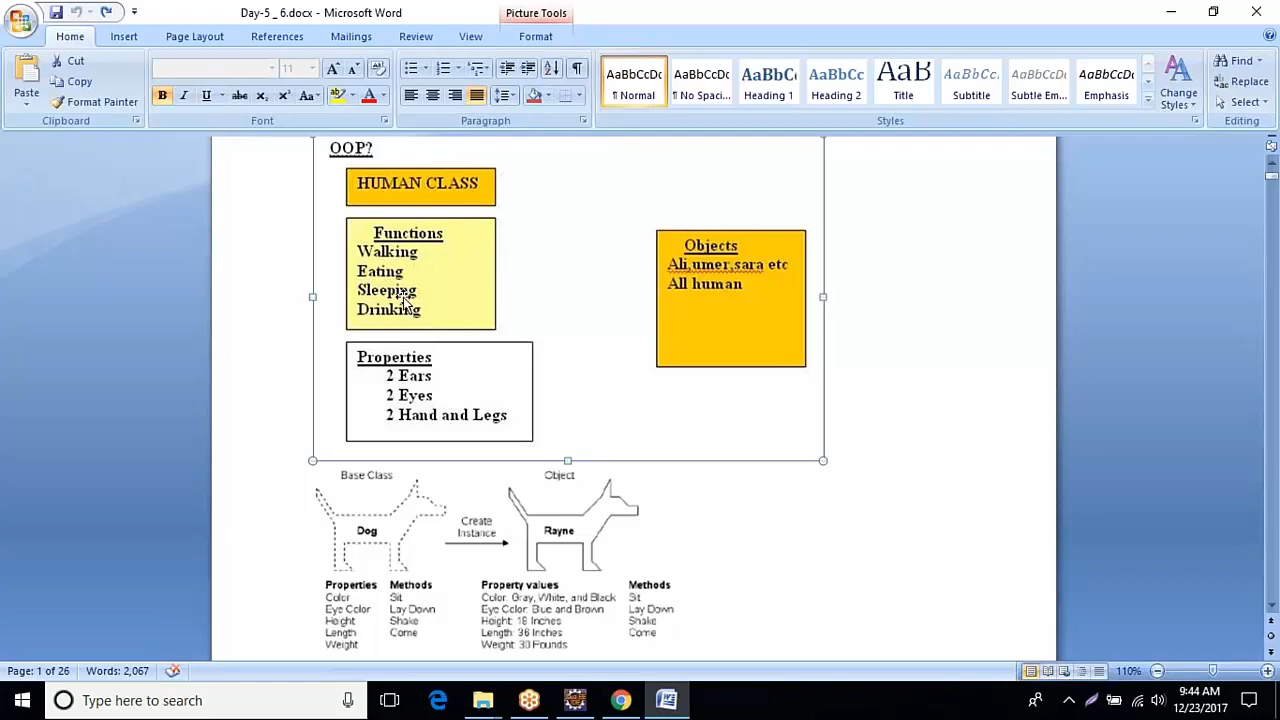 Day-5_6.docx - Microsoft Word
Picture Tools
Home Insert Page Layout References Mailings Review View Format
Paste
Cut
Copy
Format Painter
Clipboard
11
B I U abc x₂ x² Aa
Font
Paragraph
AaBbCcDc ¶ Normal
AaBbCcDc ¶ No Spaci...
AaBbC Heading 1
AaBbCc Heading 2
AaB Title
AaBbCc. Subtitle
AaBbCcDc Subtle Em...
AaBbCcDc Emphasis
Change Styles
Styles
Find
Replace
Select
Editing
OOP?
HUMAN CLASS
Functions
Walking
Eating
Sleeping
Drinking
Properties
2 Ears
2 Eyes
2 Hand and Legs
Objects
Ali,umer,sara etc
All human
Base Class
Dog
Create
Instance
Object
Rayne
Properties
Color
Eye Color
Height
Length
Weight
Methods
Sit
Lay Down
Shake
Come
Property values
Color: Gray, White, and Black
Eye Color: Blue and Brown
Height: 18 Inches
Length: 36 Inches
Weight: 30 Pounds
Methods
Sit
Lay Down
Shake
Come
Page: 1 of 26 Words: 2,067 110%
Type here to search
9:44 AM
12/23/2017